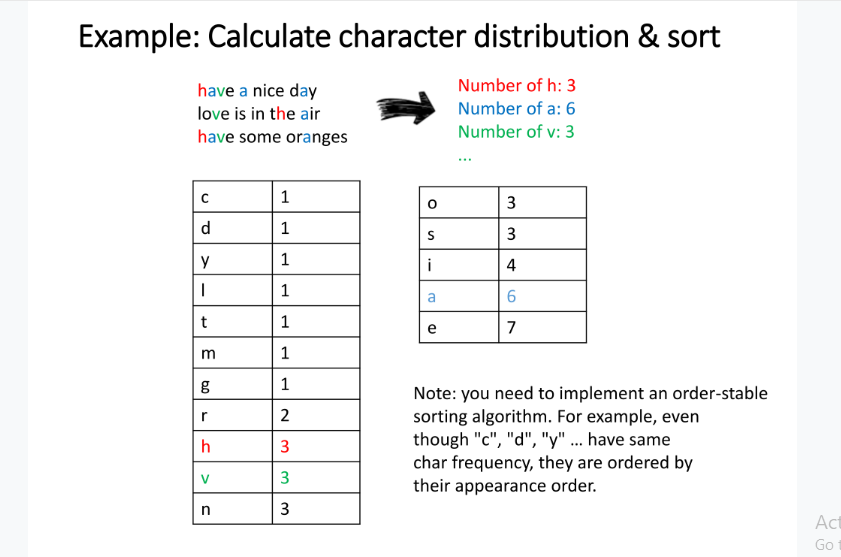 Example: Calculate character distribution & sort
have a nice day
love is in the air
have some oranges
Number of h: 3
Number of a: 6
Number of v: 3
...
c 1
d 1
y 1
l 1
t 1
m 1
g 1
r 2
h 3
v 3
n 3
o 3
s 3
i 4
a 6
e 7
Note: you need to implement an order-stable
sorting algorithm. For example, even
though "c", "d", "y" ... have same
char frequency, they are ordered by
their appearance order.
Go